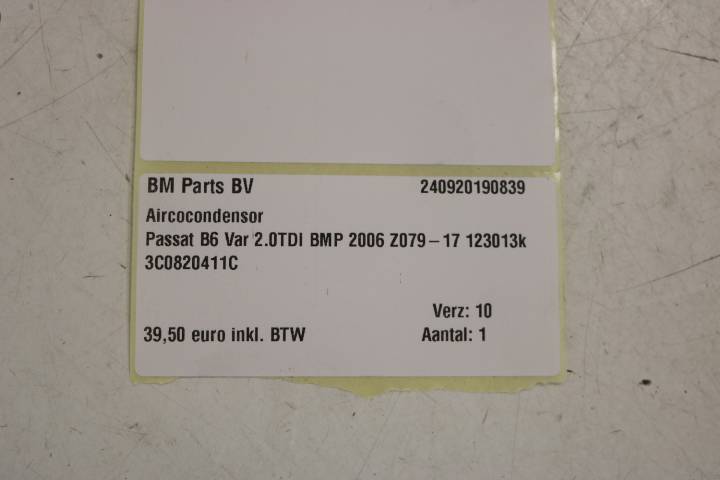 BM Parts BV 240920190839
Aircocondensor
Passat B6 Var 2.0TDI BMP 2006 Z079-17 123013k
3C0820411C
Verz: 10
39,50 euro inkl. BTW Aantal: 1